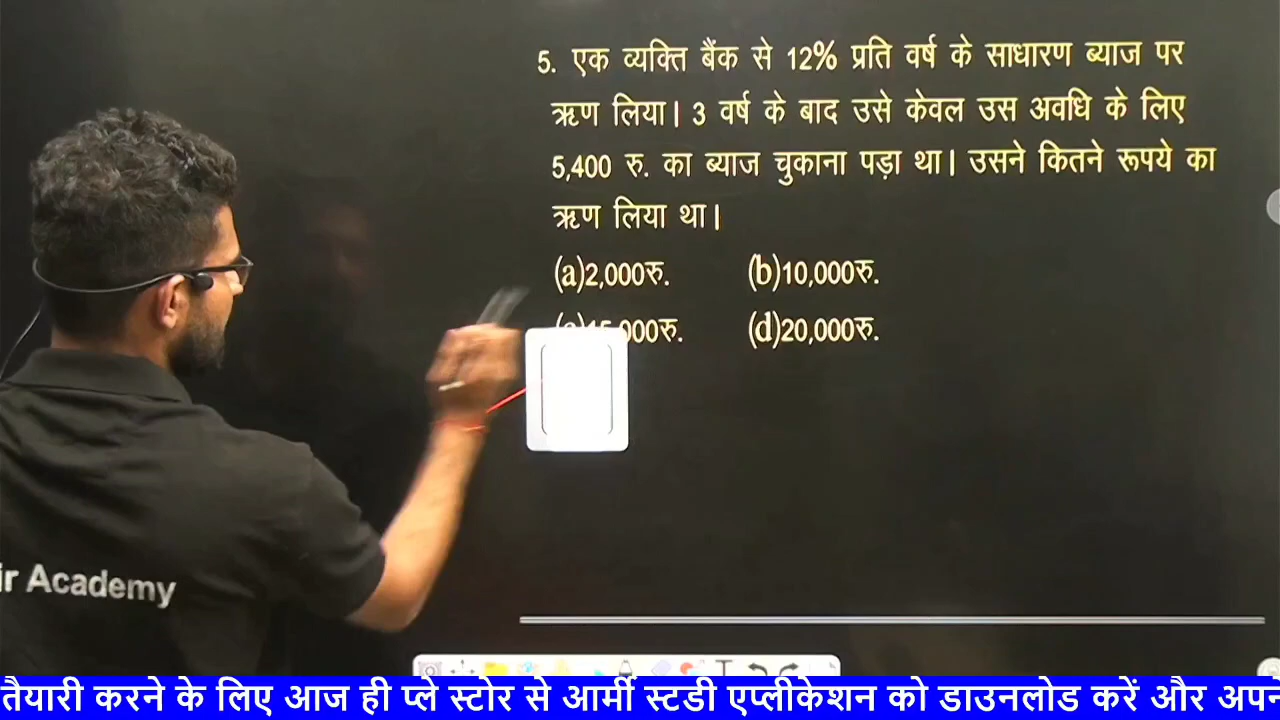 5. एक व्यक्ति बैंक से 12% प्रति वर्ष के साधारण ब्याज पर
ऋण लिया। 3 वर्ष के बाद उसे केवल उस अवधि के लिए
5,400 रु. का ब्याज चुकाना पड़ा था। उसने कितने रूपये का
ऋण लिया था।
(a)2,000रु. (b)10,000रु.
000रु. (d)20,000रु.
ir Academy
तैयारी करने के लिए आज ही प्ले स्टोर से आर्मी स्टडी एप्लीकेशन को डाउनलोड करें और अपन